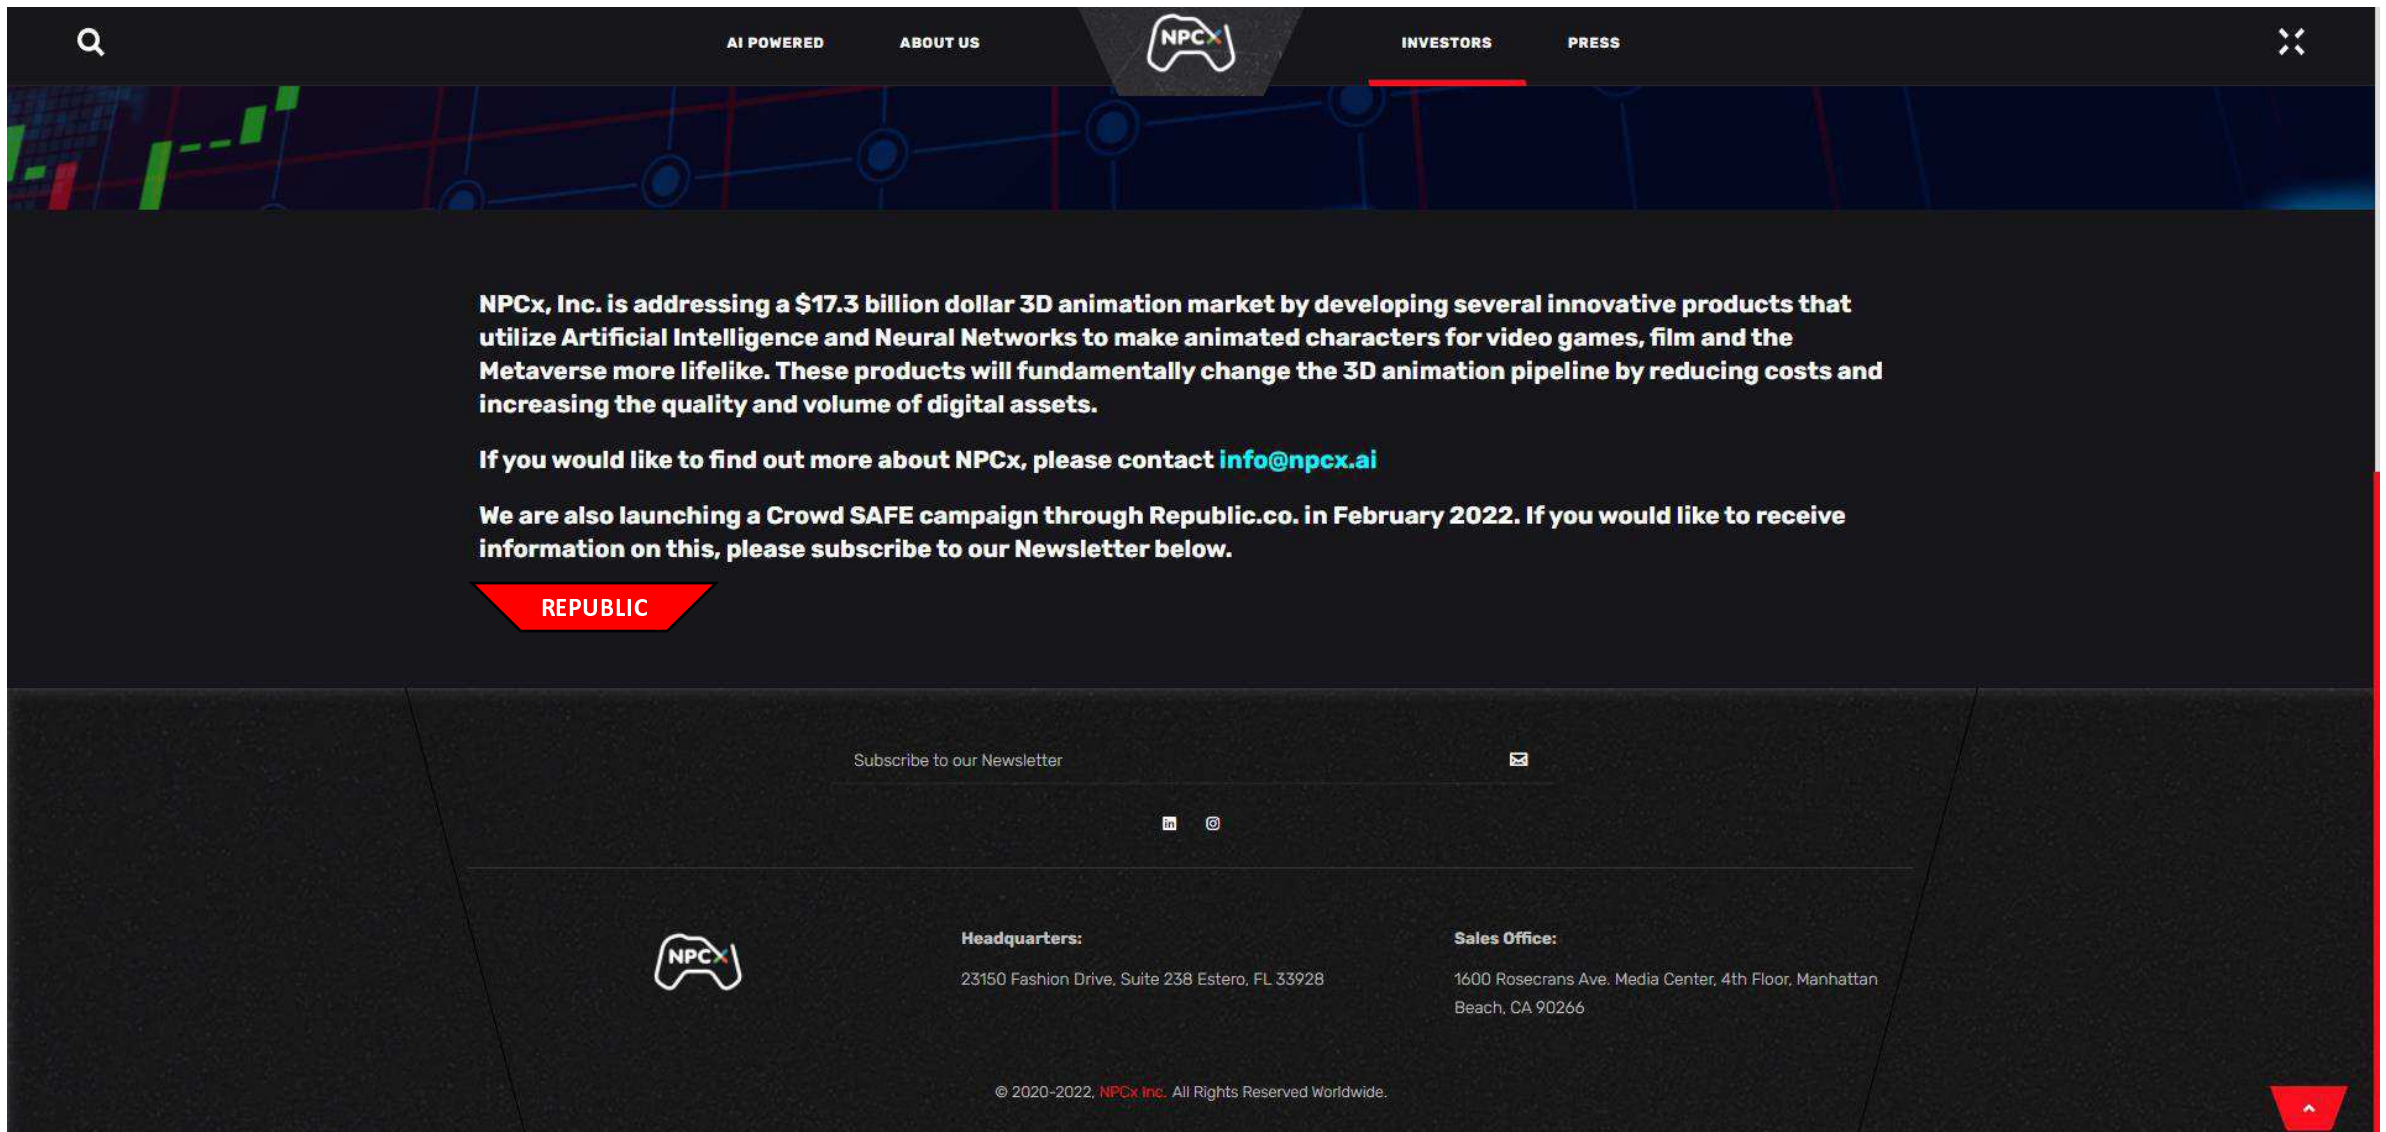 AI POWERED
ABOUT US
NPCX
INVESTORS
PRESS
NPCx, Inc. is addressing a $17.3 billion dollar 3D animation market by developing several innovative products that
utilize Artificial Intelligence and Neural Networks to make animated characters for video games, film and the
Metaverse more lifelike. These products will fundamentally change the 3D animation pipeline by reducing costs and
increasing the quality and volume of digital assets.
If you would like to find out more about NPCx, please contact info@npcx.ai
We are also launching a Crowd SAFE campaign through Republic.co. in February 2022. If you would like to receive
information on this, please subscribe to our Newsletter below.
REPUBLIC
Subscribe to our Newsletter
in
NPCX
Headquarters:
23150 Fashion Drive, Suite 238 Estero, FL 33928
Sales Office:
1600 Rosecrans Ave. Media Center, 4th Floor, Manhattan
Beach, CA 90266
© 2020-2022, NPCx Inc. All Rights Reserved Worldwide.